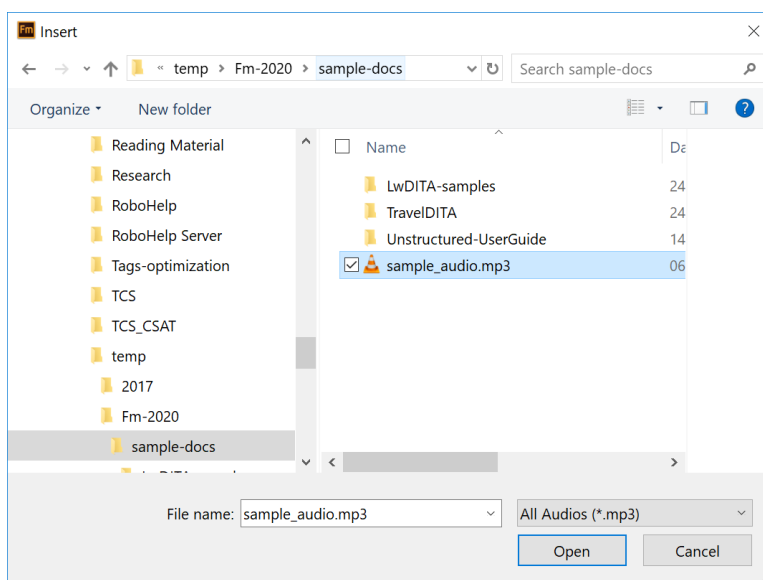 Fm Insert
« temp > Fm-2020 > sample-docs Search sample-docs
Organize New folder ?
Reading Material
Research
RoboHelp
RoboHelp Server
Tags-optimization
TCS
TCS_CSAT
temp
2017
Fm-2020
sample-docs
Name Da
LwDITA-samples 24
TravelDITA 24
Unstructured-UserGuide 14
sample_audio.mp3 06
File name: sample_audio.mp3 All Audios (*.mp3)
Open Cancel